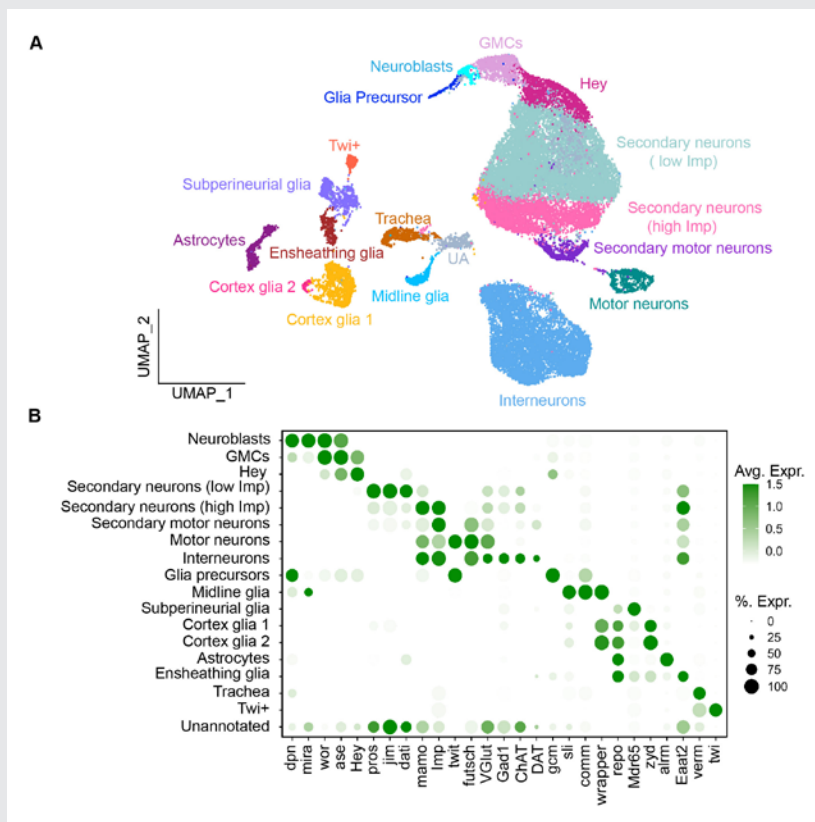 A
GMCs
Neuroblasts
Glia Precursor
Hey
Secondary neurons
( low Imp)
Twi+
Subperineurial glia
Secondary neurons
(high Imp)
Trachea
Astrocytes
Ensheathing glia
UA
Secondary motor neurons
Cortex glia 2
Midline glia
Motor neurons
Cortex glia 1
UMAP_2
UMAP_1
Interneurons
B
Neuroblasts
GMCs
Hey
Secondary neurons (low Imp)
Secondary neurons (high Imp)
Secondary motor neurons
Motor neurons
Interneurons
Glia precursors
Midline glia
Subperineurial glia
Cortex glia 1
Cortex glia 2
Astrocytes
Ensheathing glia
Trachea
Twi+
Unannotated
dpn
mira
wor
ase
Hey
pros
jim
dati
mamo
Imp
twit
futsch
VGlut
Gad1
ChAT
DAT
gcm
sli
comm
wrapper
repo
Mdr65
zyd
alrm
Eaat2
verm
twi
Avg. Expr.
1.5
1.0
0.5
0.0
%. Expr.
0
25
50
75
100